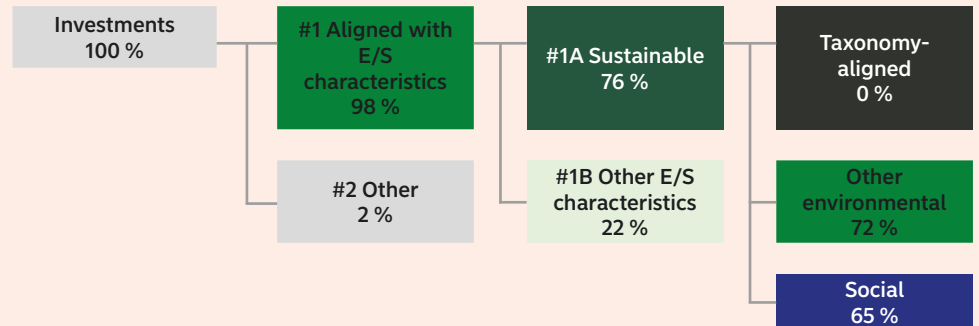 Investments
100 %
#1 Aligned with
E/S
characteristics
98 %
#1A Sustainable
76 %
Taxonomy-
aligned
0 %
#2 Other
2 %
#1B Other E/S
characteristics
22 %
Other
environmental
72 %
Social
65 %